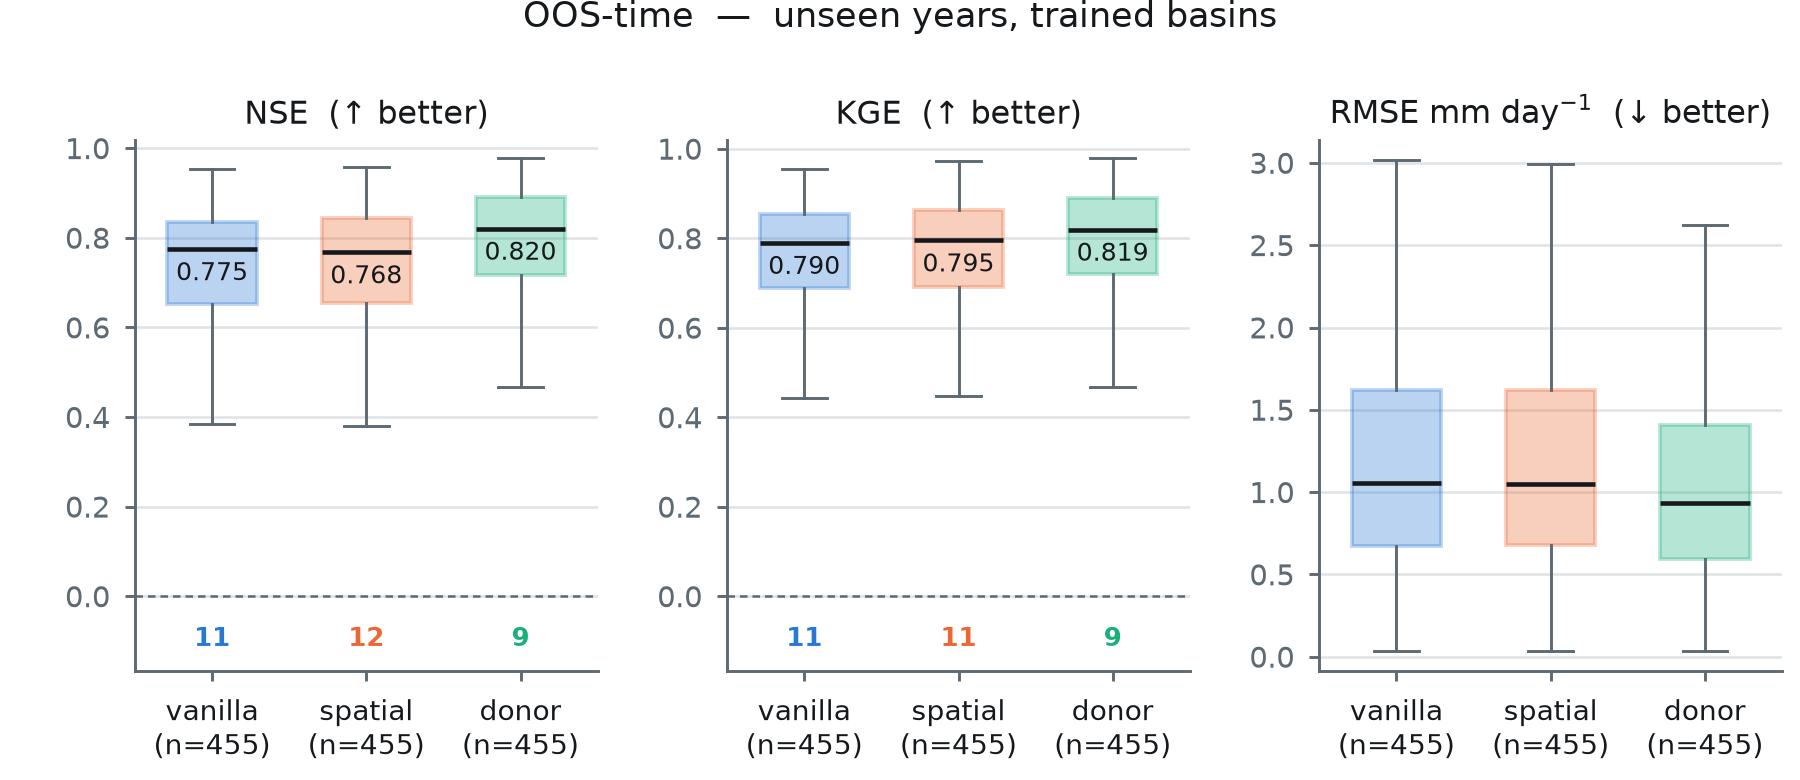 OOS-time — unseen years, trained basins
NSE (↑ better)
1.0
0.8
0.6
0.4
0.2
0.0
0.775
0.768
0.820
11
12
9
vanilla
(n=455)
spatial
(n=455)
donor
(n=455)
KGE (↑ better)
1.0
0.8
0.6
0.4
0.2
0.0
0.790
0.795
0.819
11
11
9
vanilla
(n=455)
spatial
(n=455)
donor
(n=455)
RMSE mm day⁻¹ (↓ better)
3.0
2.5
2.0
1.5
1.0
0.5
0.0
vanilla
(n=455)
spatial
(n=455)
donor
(n=455)